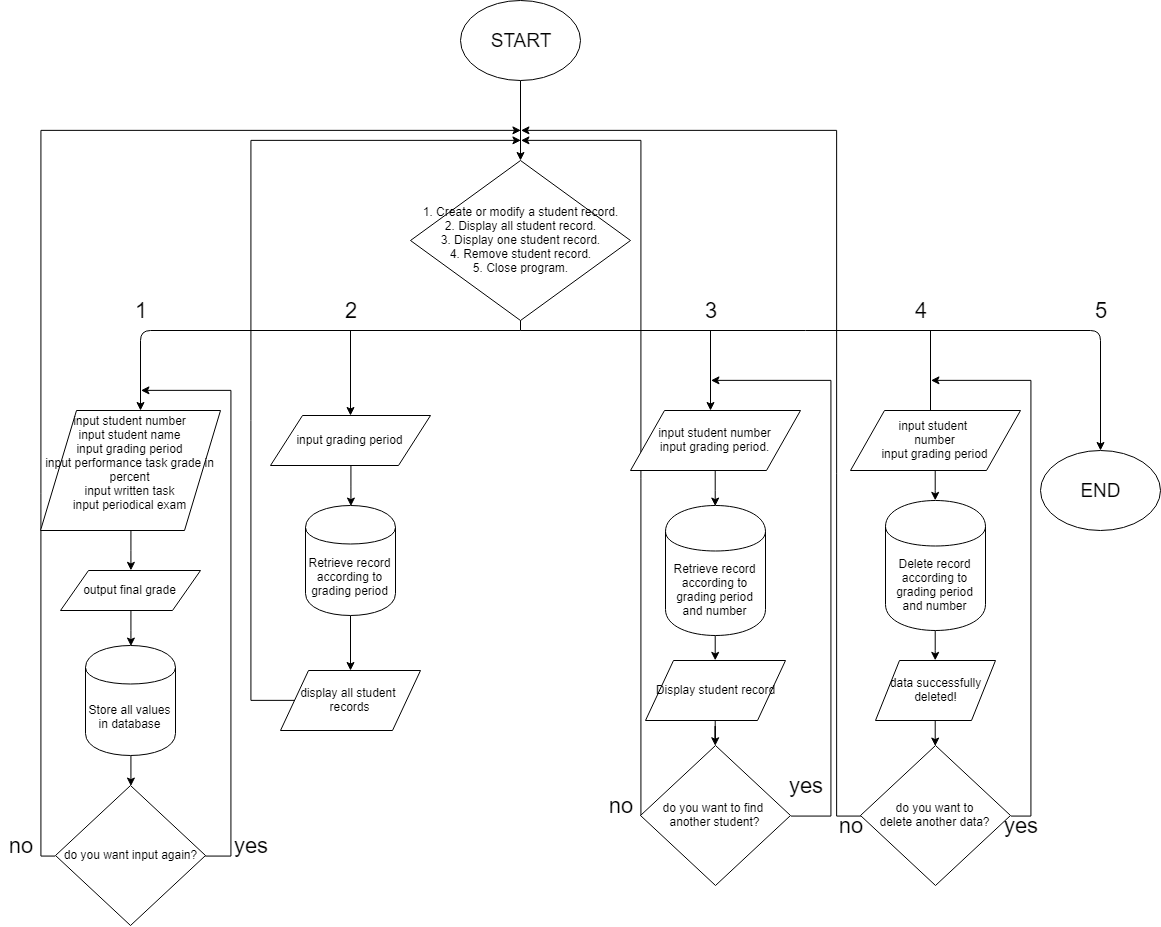 START
1. Create or modify a student record.
2. Display all student record.
3. Display one student record.
4. Remove student record.
5. Close program.
1
2
3
4
5
input student number
input student name
input grading period
input performance task grade in
percent
input written task
input periodical exam
output final grade
Store all values
in database
do you want input again?
no
yes
input grading period
Retrieve record
according to
grading period
display all student
records
input student number
input grading period.
Retrieve record
according to
grading period
and number
Display student record
do you want to find
another student?
no
yes
input student
number
input grading period
Delete record
according to
grading period
and number
data successfully
deleted!
do you want to
delete another data?
no
yes
END